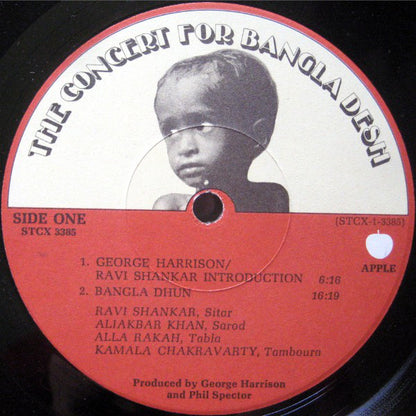 THE CONCERT FOR BANGLA DESH
SIDE ONE
STCX 3385
(STCX-1-3385)
1. GEORGE HARRISON/
RAVI SHANKAR INTRODUCTION 6:16
APPLE
2. BANGLA DHUN 16:19
RAVI SHANKAR, Sitar
ALIAKBAR KHAN, Sarod
ALLA RAKAH, Tabla
KAMALA CHAKRAVARTY, Tamboura
Produced by George Harrison
and Phil Spector